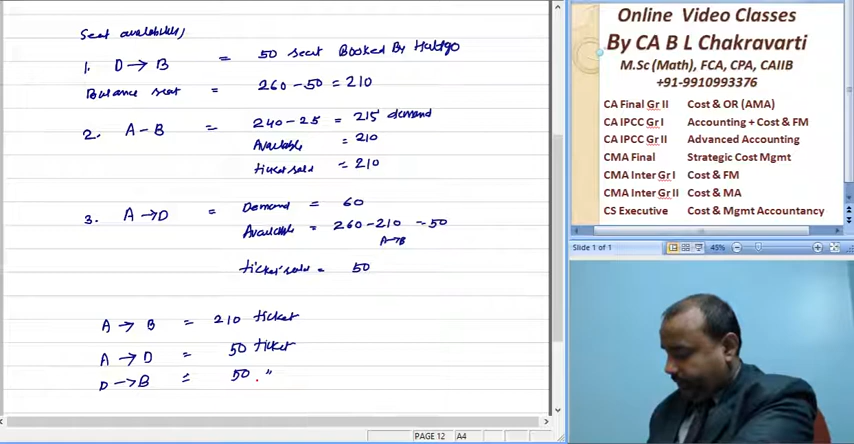 Seat availability
1. D → B = 50 seat Booked By
Balance seat = 260 - 50 = 210
2. A - B = 240 - 25 = 215 demand
Available = 210
ticket sold = 210
3. A → D = Demand = 60
Available = 260 - 210 = 50
A → B
ticket sold = 50
A → B = 210 ticket
A → D = 50 ticket
D → B = 50 "
PAGE 12 A4
Online Video Classes
By CA B L Chakravarti
M.Sc (Math), FCA, CPA, CAIIB
+91-9910993376
CA Final Gr II Cost & OR (AMA)
CA IPCC Gr I Accounting + Cost & FM
CA IPCC Gr II Advanced Accounting
CMA Final Strategic Cost Mgmt
CMA Inter Gr I Cost & FM
CMA Inter Gr II Cost & MA
CS Executive Cost & Mgmt Accountancy
Slide 1 of 1 45%